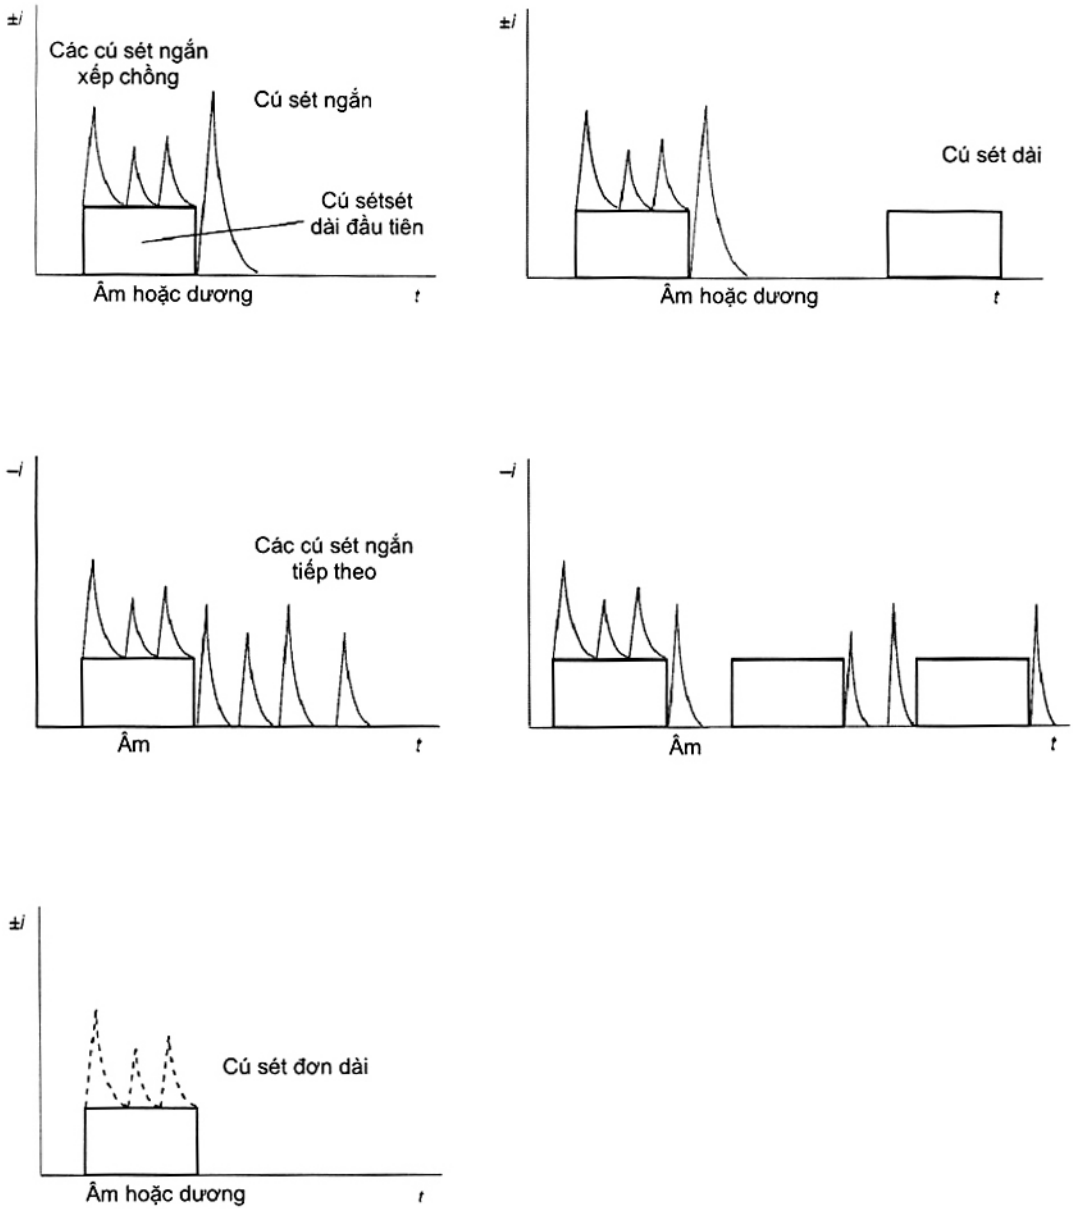 ±i
Các cú sét ngắn
xếp chồng
Cú sét ngắn
Cú sétsét
dài đầu tiên
Âm hoặc dương
t
±i
Cú sét dài
Âm hoặc dương
t
–i
Các cú sét ngắn
tiếp theo
Âm
t
–i
Âm
t
±i
Cú sét đơn dài
Âm hoặc dương
t